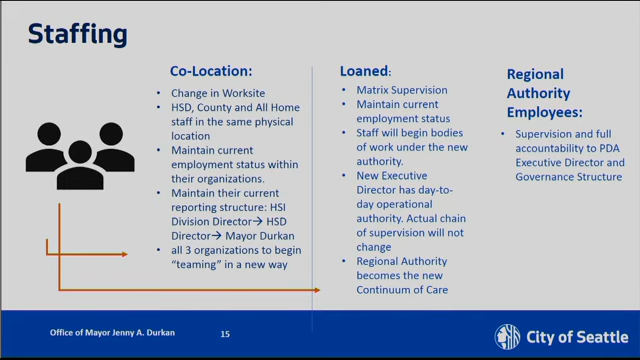 Staffing
Co-Location:
• Change in Worksite
• HSD, County and All Home
staff in the same physical
location
• Maintain current
employment status within
their organizations.
• Maintain their current
reporting structure: HSI
Division Director→ HSD
Director→ Mayor Durkan
• all 3 organizations to begin
"teaming" in a new way
Loaned:
• Matrix Supervision
• Maintain current
employment status
• Staff will begin bodies
of work under the new
authority.
• New Executive
Director has day-to-
day operational
authority. Actual chain
of supervision will not
change
• Regional Authority
becomes the new
Continuum of Care
Regional
Authority
Employees:
• Supervision and full
accountability to PDA
Executive Director and
Governance Structure
Office of Mayor Jenny A. Durkan
15
City of Seattle